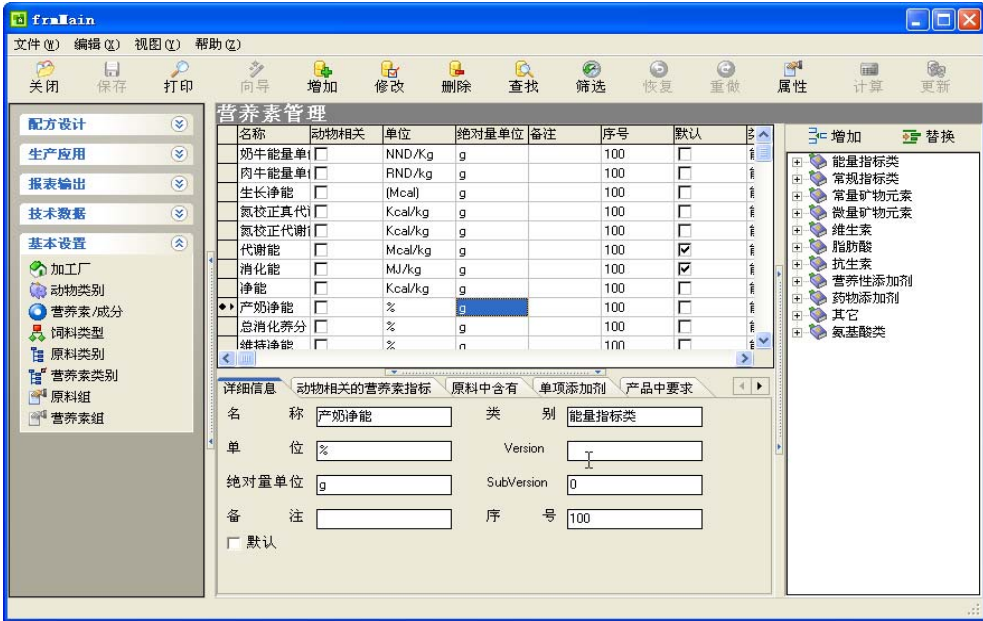 frmMain
文件(W) 编辑(X) 视图(Y) 帮助(Z)
关闭 保存 打印 向导 增加 修改 删除 查找 筛选 恢复 重做 属性 计算 更新
配方设计
生产应用
报表输出
技术数据
基本设置
加工厂
动物类别
营养素/成分
饲料类型
原料类别
营养素类别
原料组
营养素组
营养素管理
名称 动物相关 单位 绝对量单位 备注 序号 默认
奶牛能量单 NND/Kg g 100
肉牛能量单 RND/kg g 100
生长净能 (Mcal) g 100
氮校正真代 Kcal/kg g 100
氮校正代谢 Kcal/kg g 100
代谢能 Mcal/kg g 100
消化能 MJ/kg g 100
净能 Kcal/kg g 100
产奶净能 % g 100
总消化养分 % g 100
维持净能 % g 100
详细信息 动物相关的营养素指标 原料中含有 单项添加剂 产品中要求
名 称 产奶净能 类 别 能量指标类
单 位 % Version
绝对量单位 g SubVersion 0
备 注 序 号 100
默认
增加 替换
能量指标类
常规指标类
常量矿物元素
微量矿物元素
维生素
脂肪酸
抗生素
营养性添加剂
药物添加剂
其它
氨基酸类